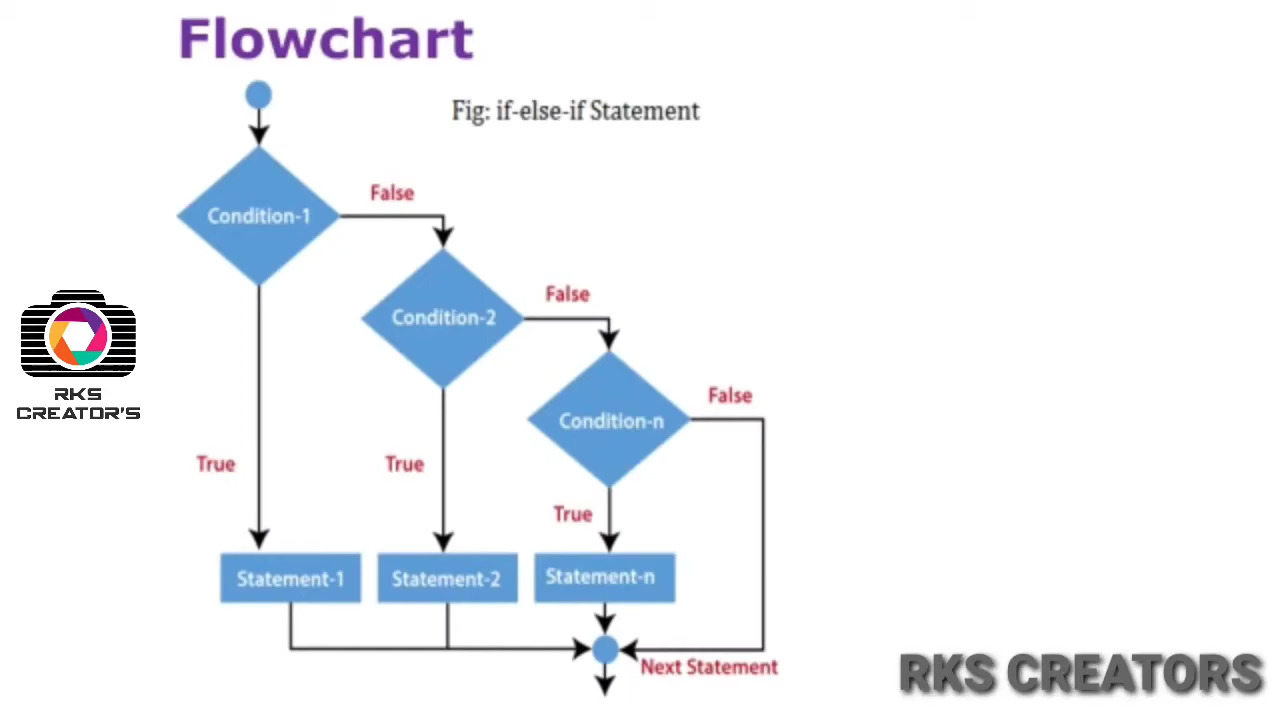 Flowchart
Fig: if-else-if Statement
False
Condition-1
False
Condition-2
False
Condition-n
RKS
CREATOR'S
True
True
True
Statement-1
Statement-2
Statement-n
Next Statement
RKS CREATORS